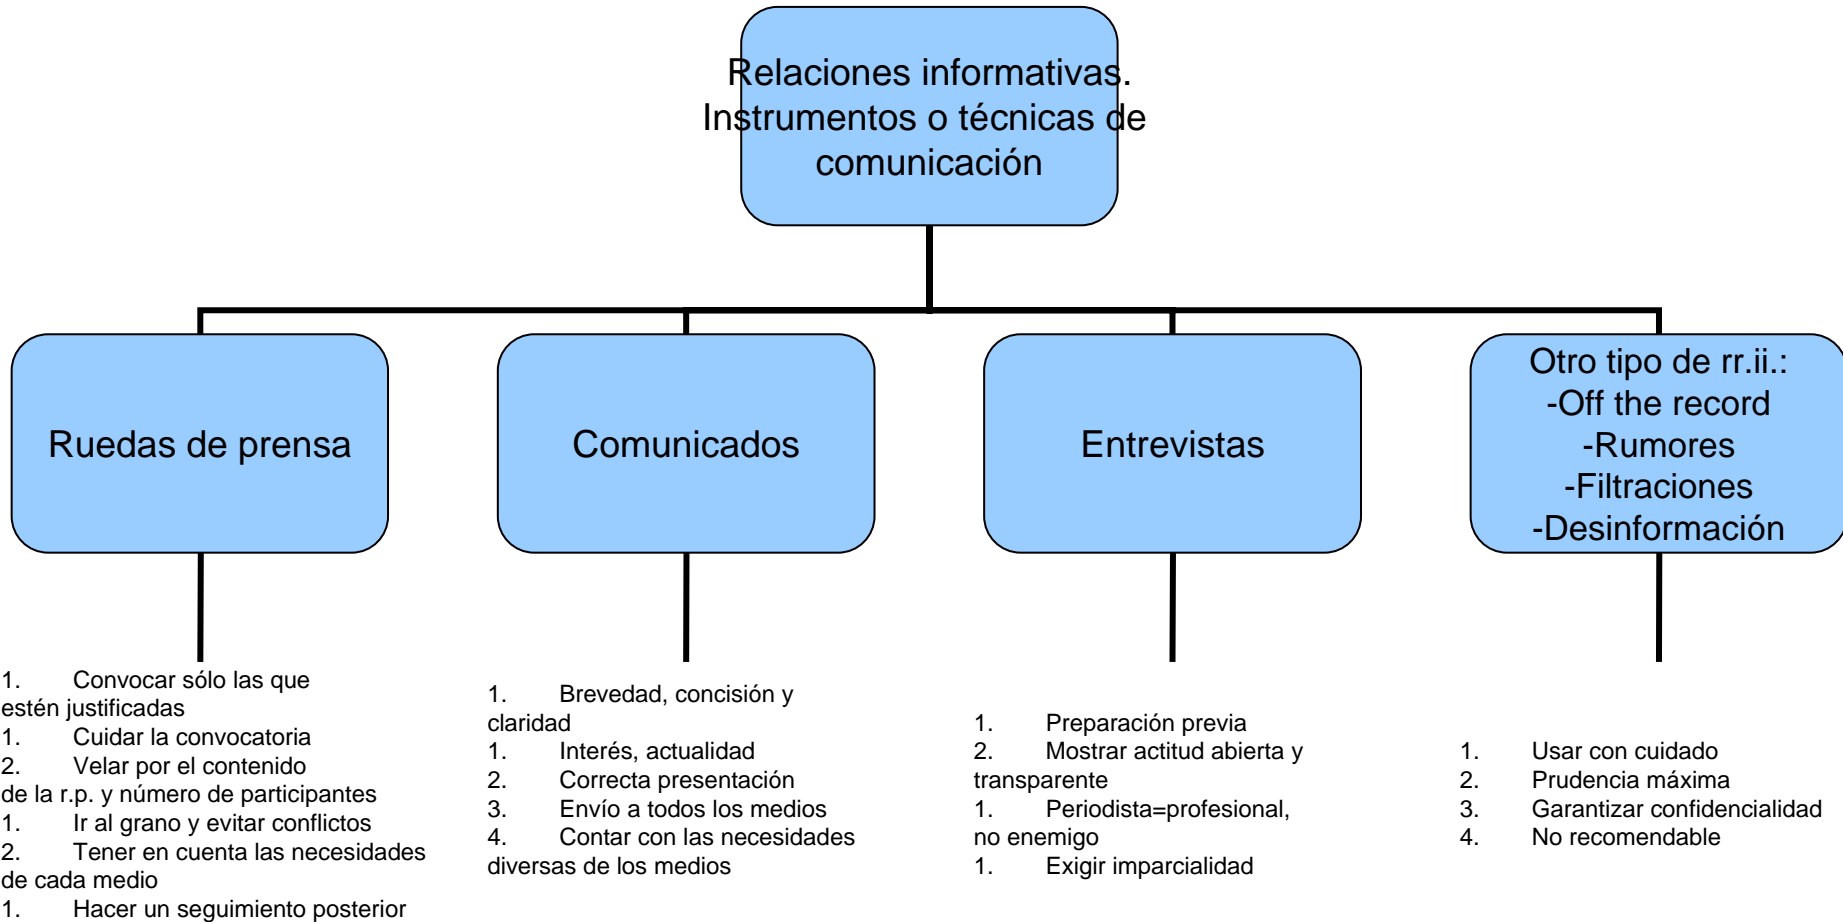 Relaciones informativas.
Instrumentos o técnicas de
comunicación
Ruedas de prensa
Comunicados
Entrevistas
Otro tipo de rr.ii.:
-Off the record
-Rumores
-Filtraciones
-Desinformación
1. Convocar sólo las que
estén justificadas
1. Cuidar la convocatoria
2. Velar por el contenido
de la r.p. y número de participantes
1. Ir al grano y evitar conflictos
2. Tener en cuenta las necesidades
de cada medio
1. Hacer un seguimiento posterior
1. Brevedad, concisión y
claridad
1. Interés, actualidad
2. Correcta presentación
3. Envío a todos los medios
4. Contar con las necesidades
diversas de los medios
1. Preparación previa
2. Mostrar actitud abierta y
transparente
1. Periodista=profesional,
no enemigo
1. Exigir imparcialidad
1. Usar con cuidado
2. Prudencia máxima
3. Garantizar confidencialidad
4. No recomendable